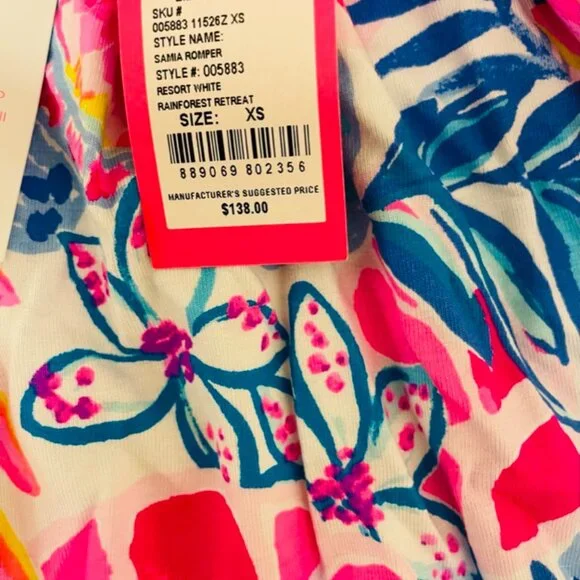 SKU #
005883 11526Z XS
STYLE NAME:
SAMIA ROMPER
STYLE #: 005883
RESORT WHITE
RAINFOREST RETREAT
SIZE: XS
889069 802356
MANUFACTURER'S SUGGESTED PRICE
$138.00